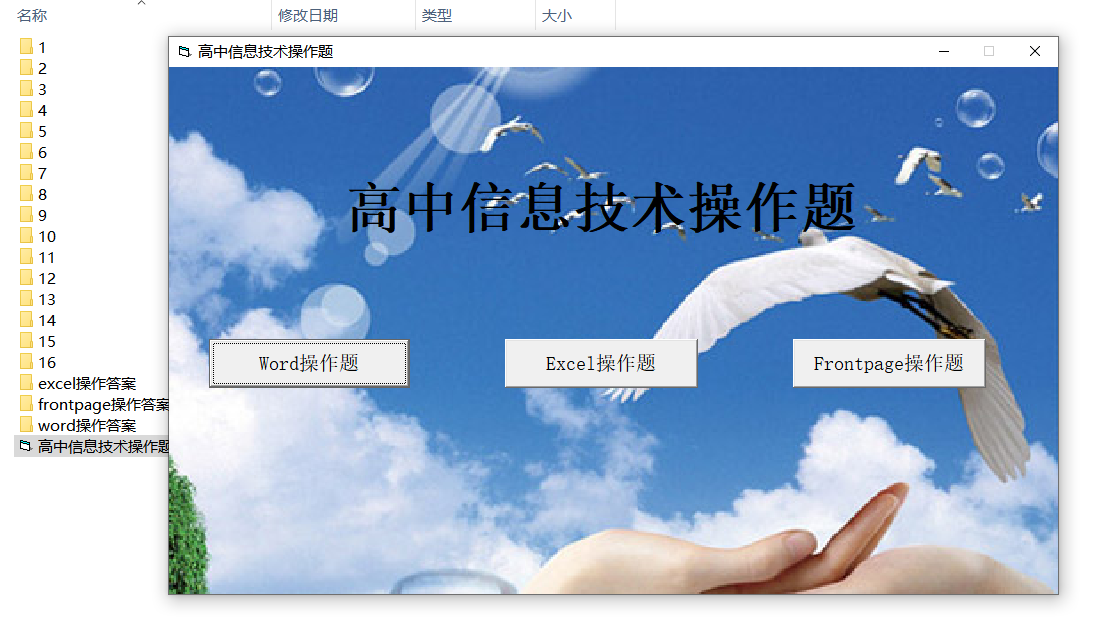 名称 修改日期 类型 大小
1
2
3
4
5
6
7
8
9
10
11
12
13
14
15
16
excel操作答案
frontpage操作答案
word操作答案
高中信息技术操作题
高中信息技术操作题
高中信息技术操作题
Word操作题 Excel操作题 Frontpage操作题